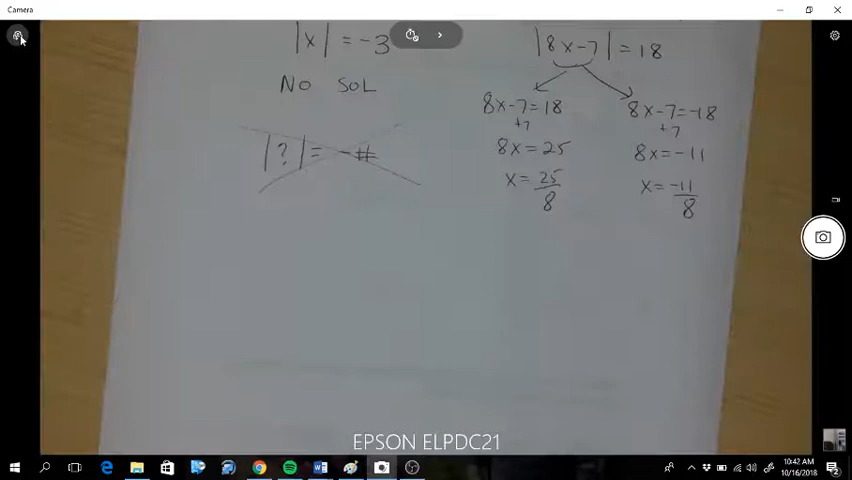 Camera
|x| = -3
NO SOL
|?| = -#
|8x-7| = 18
8x-7=18
+7
8x=25
x=25/8
8x-7=-18
+7
8x=-11
x=-11/8
EPSON ELPDC21
10:42 AM
10/16/2018